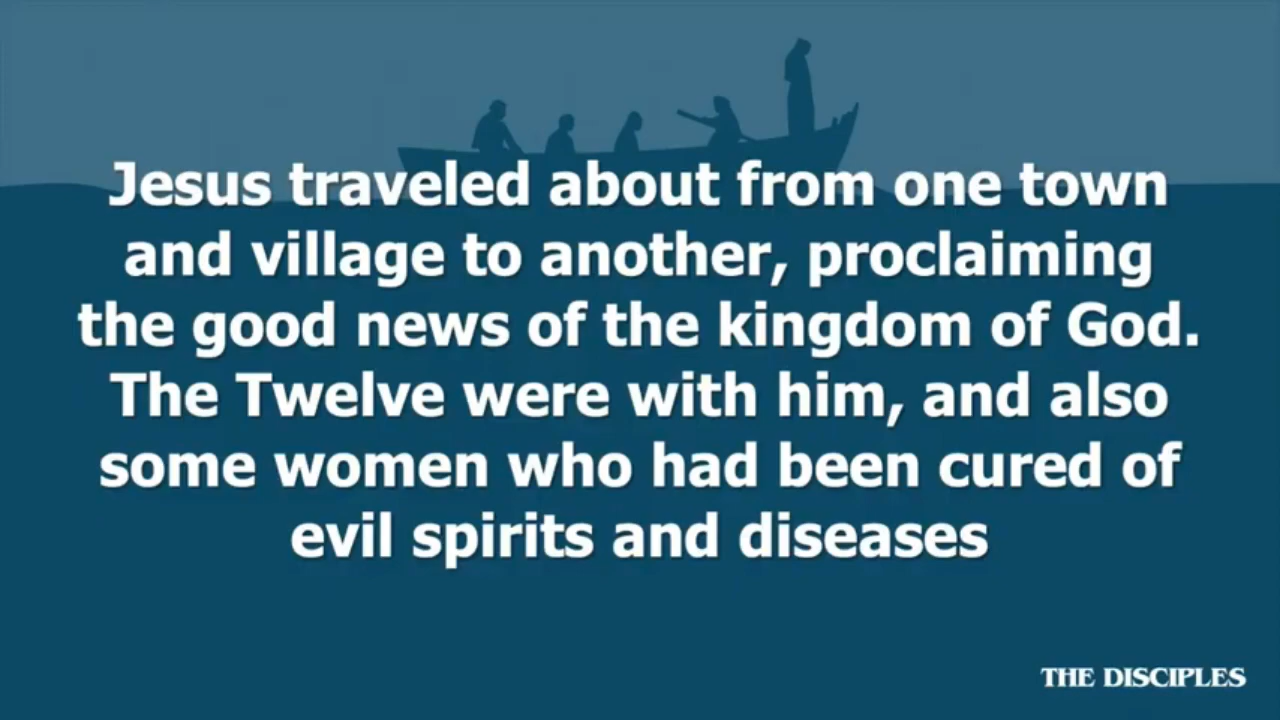 Jesus traveled about from one town
and village to another, proclaiming
the good news of the kingdom of God.
The Twelve were with him, and also
some women who had been cured of
evil spirits and diseases
THE DISCIPLES